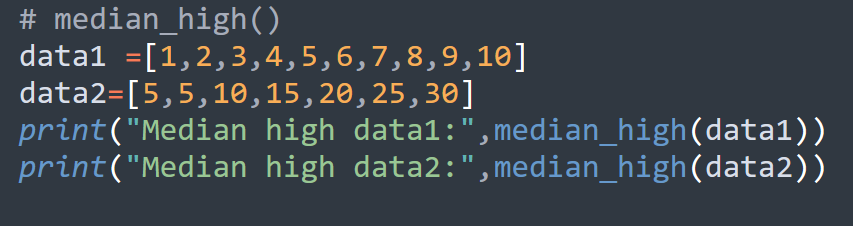 # median_high()
data1 =[1,2,3,4,5,6,7,8,9,10]
data2=[5,5,10,15,20,25,30]
print("Median high data1:",median_high(data1))
print("Median high data2:",median_high(data2))